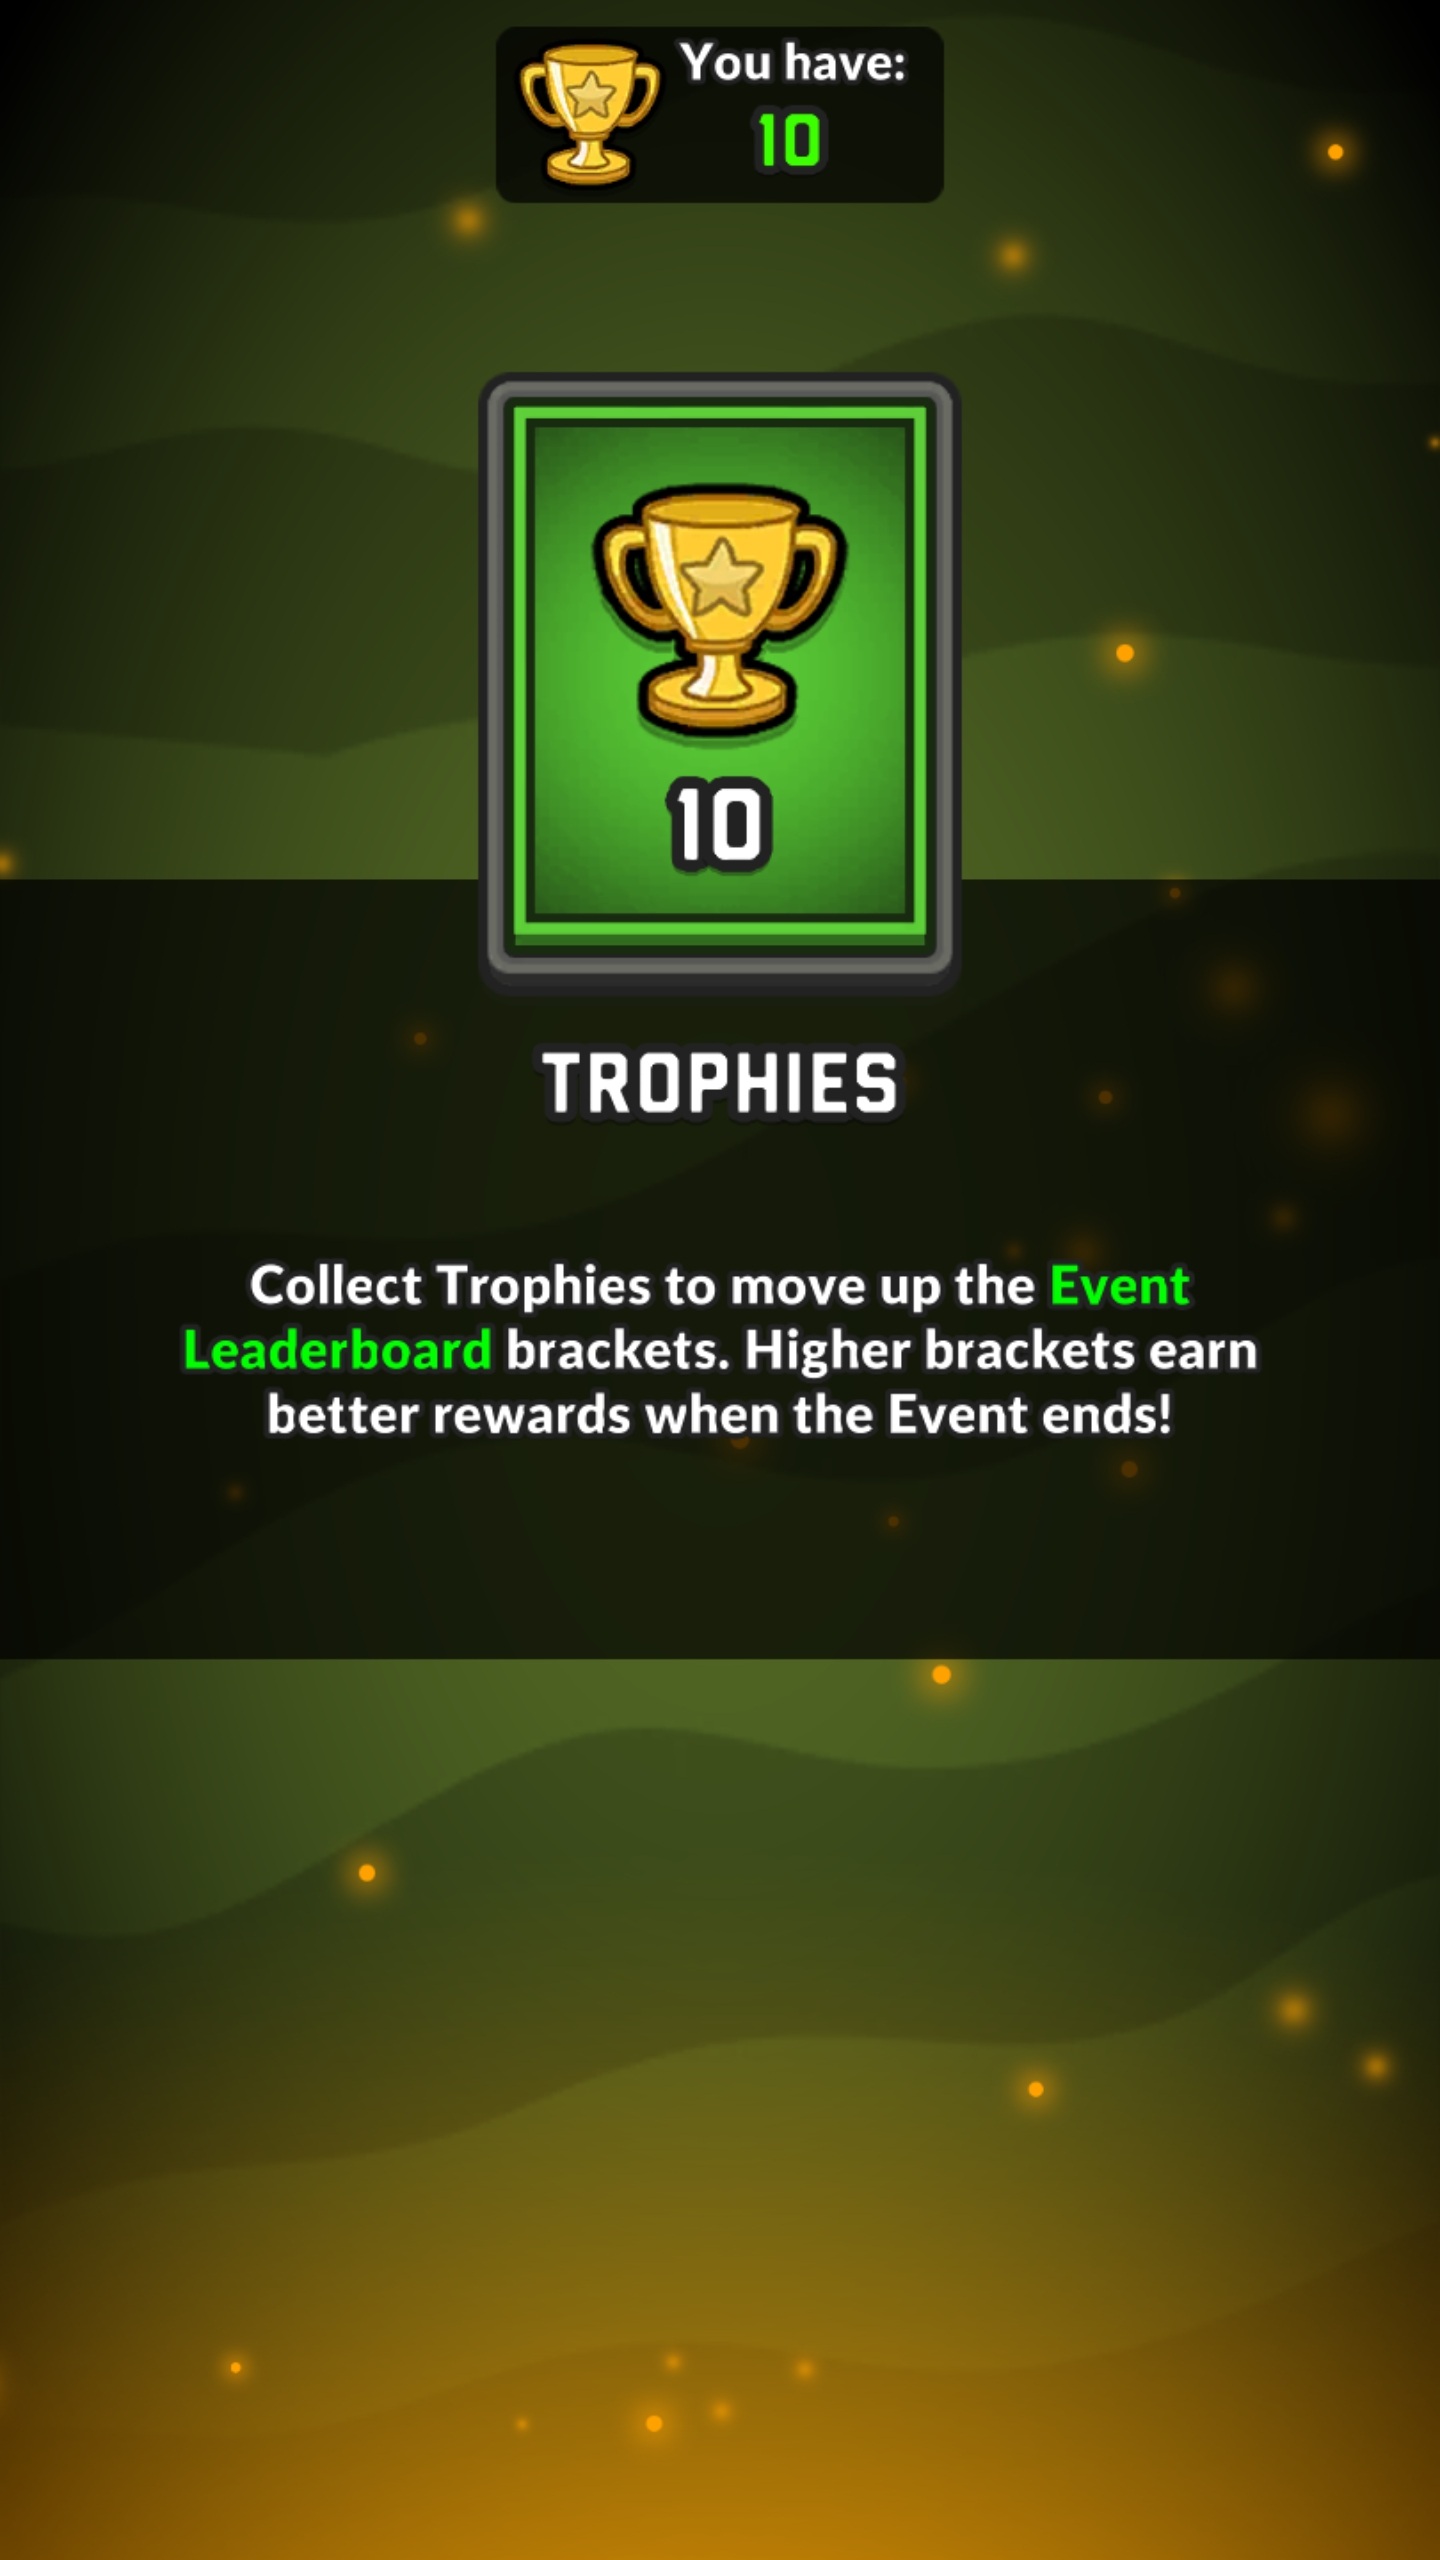 You have:
10
10
TROPHIES
Collect Trophies to move up the Event
Leaderboard brackets. Higher brackets earn
better rewards when the Event ends!